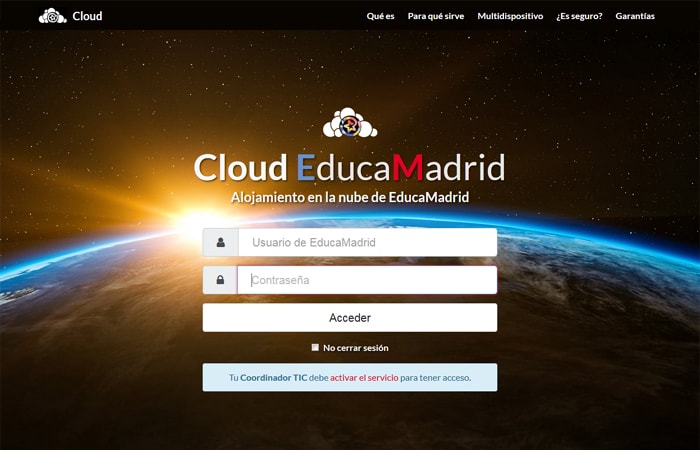 Cloud
Qué es
Para qué sirve
Multidispositivo
¿Es seguro?
Garantías
Cloud EducaMadrid
Alojamiento en la nube de EducaMadrid
Usuario de EducaMadrid
Contraseña
Acceder
No cerrar sesión
Tu Coordinador TIC debe activar el servicio para tener acceso.